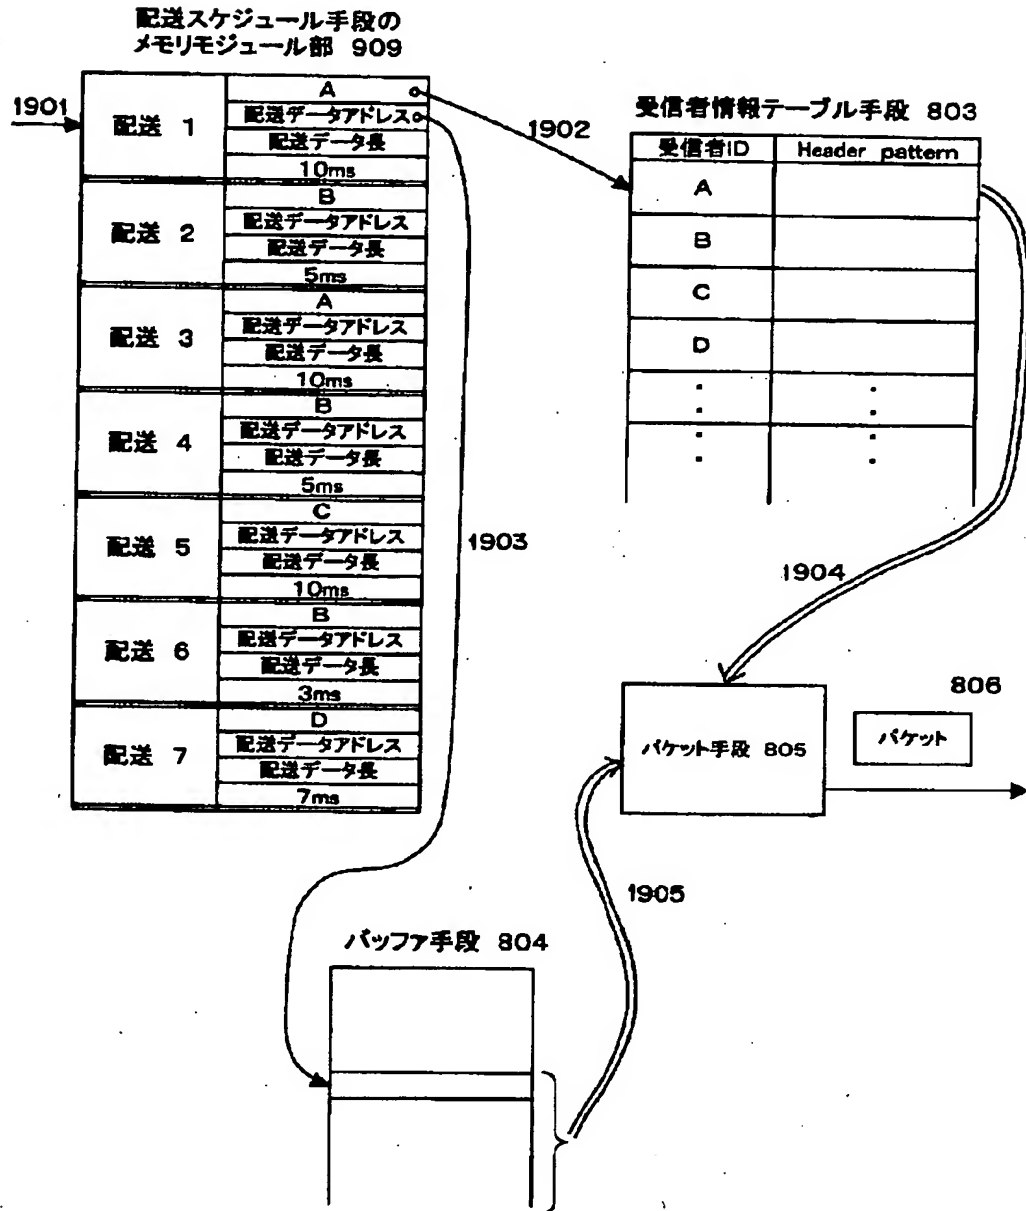 配送スケジュール手段の
メモリモジュール部 909
1901
配送 1
A
配送データアドレス
配送データ長
10ms
配送 2
B
配送データアドレス
配送データ長
5ms
配送 3
A
配送データアドレス
配送データ長
10ms
配送 4
B
配送データアドレス
配送データ長
5ms
配送 5
C
配送データアドレス
配送データ長
10ms
配送 6
B
配送データアドレス
配送データ長
3ms
配送 7
D
配送データアドレス
配送データ長
7ms
1902
1903
受信者情報テーブル手段 803
受信者ID
Header pattern
A
B
C
D
1904
パケット手段 805
806
パケット
1905
バッファ手段 804